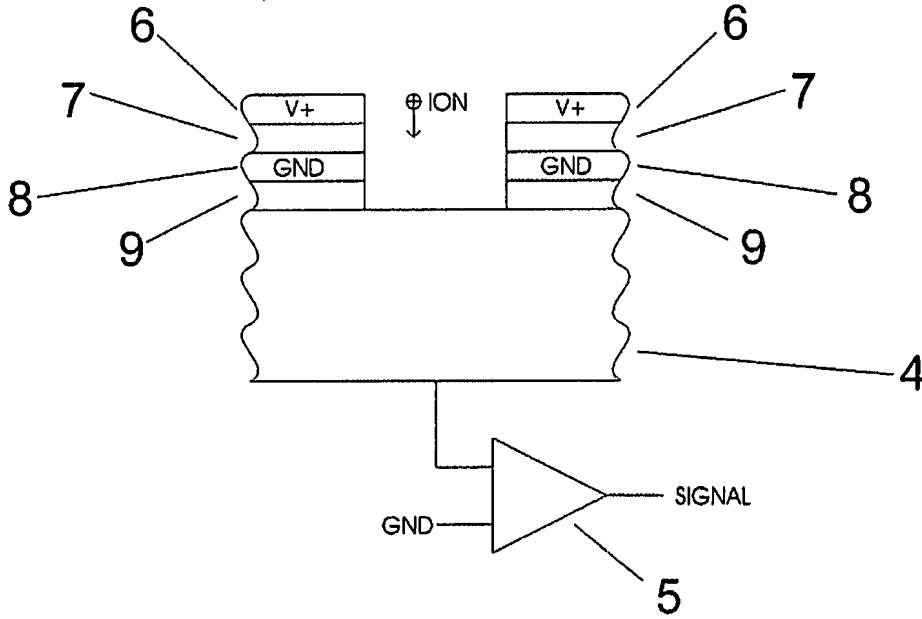 6 6
7 V+ ⊕ ION V+ 7
8 GND GND 8
9 9
4
GND SIGNAL
5